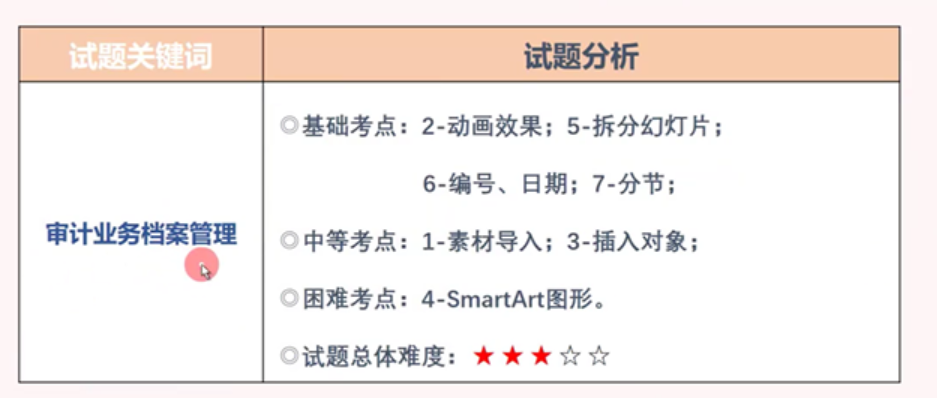 试题关键词
试题分析
审计业务档案管理
◎基础考点：2-动画效果；5-拆分幻灯片；
6-编号、日期；7-分节；
◎中等考点：1-素材导入；3-插入对象；
◎困难考点：4-SmartArt图形。
◎试题总体难度：★★★☆☆